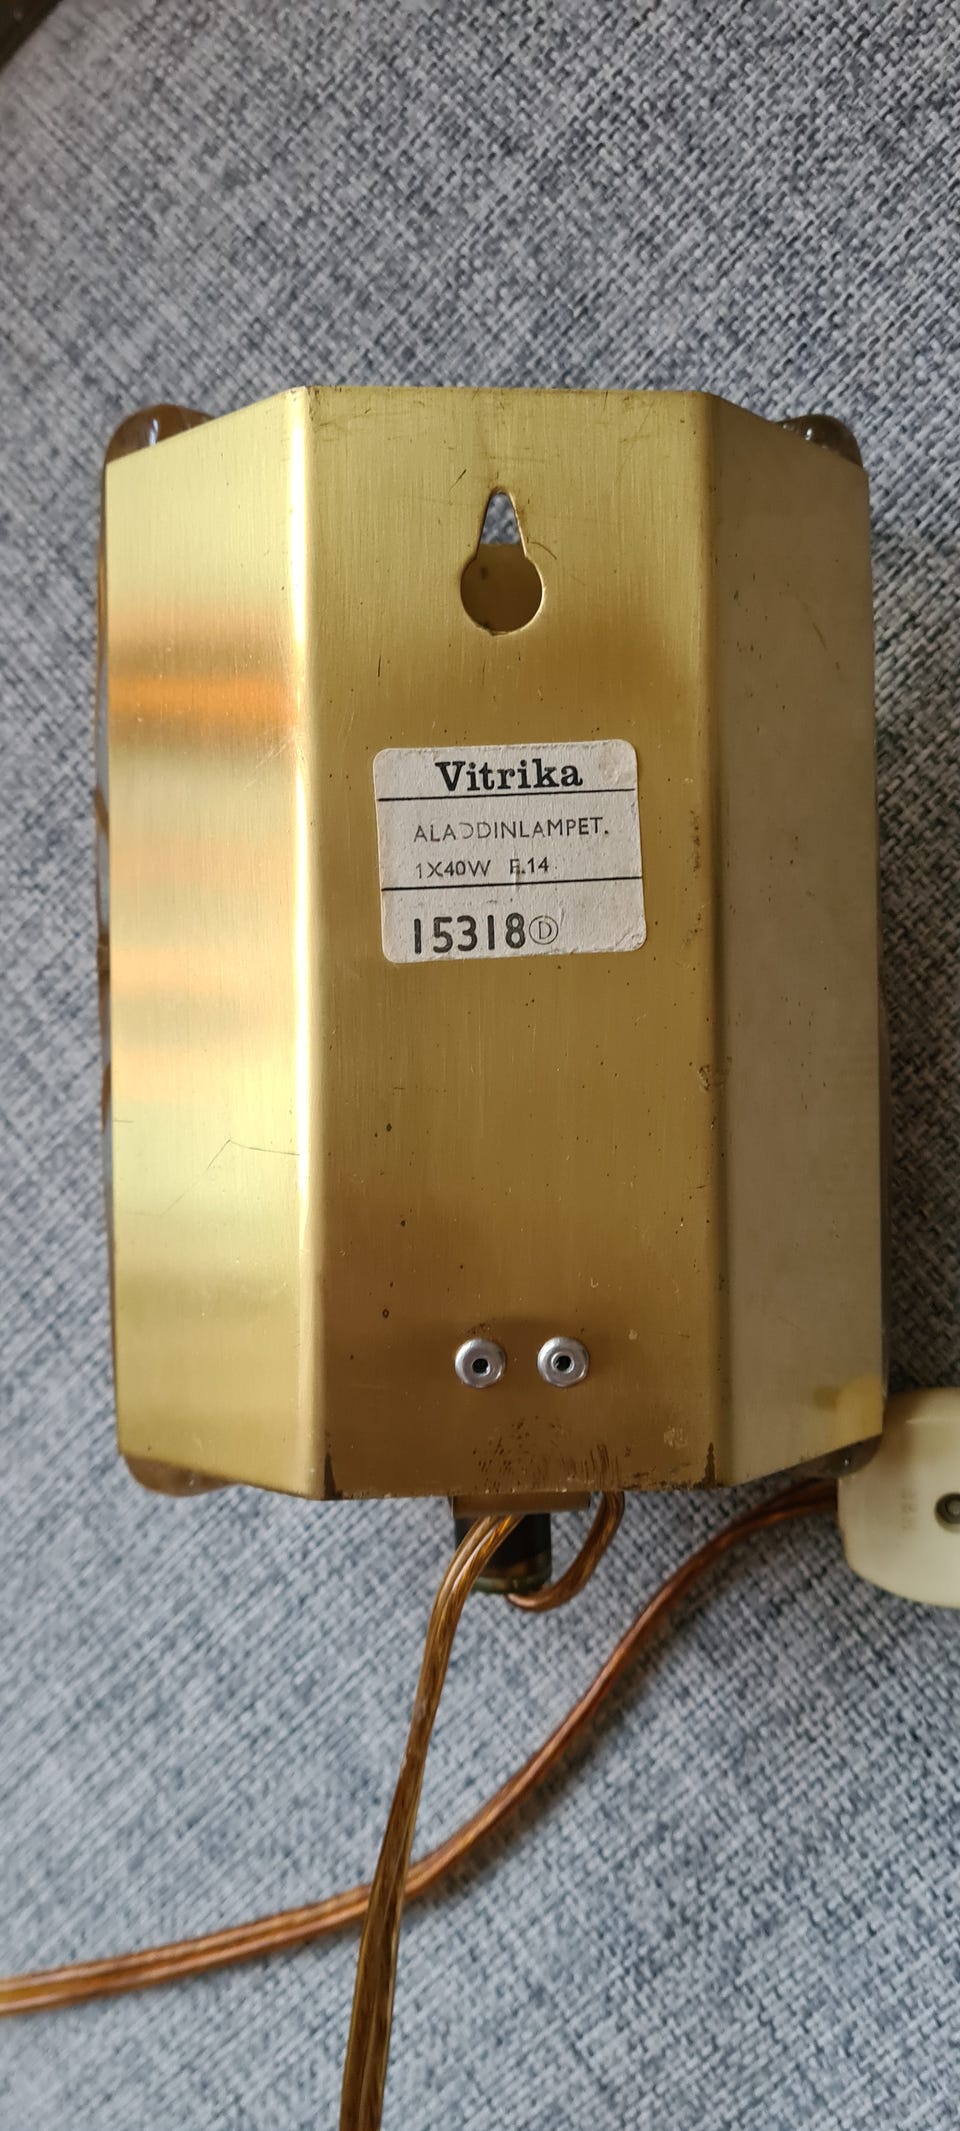 Vitrika
ALADDINLAMPET.
1X40W E.14
15318 Ⓓ